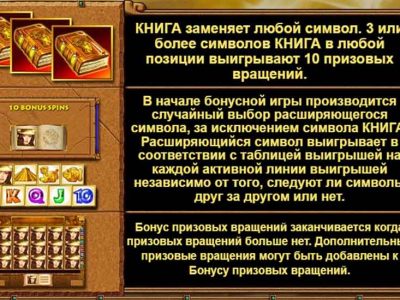 КНИГА заменяет любой символ. 3 или
более символов КНИГА в любой
позиции выигрывают 10 призовых
вращений.
10 BONUS SPINS
В начале бонусной игры производится
случайный выбор расширяющегося
символа, за исключением символа КНИГА
Расширяющийся символ выигрывает в
соответствии с таблицей выигрышей на
каждой активной линии выигрышей
независимо от того, следуют ли символы
друг за другом или нет.
K Q J 10
Бонус призовых вращений заканчивается когда
призовых вращений больше нет. Дополнительны
призовые вращения могут быть добавлены к
Бонусу призовых вращений.